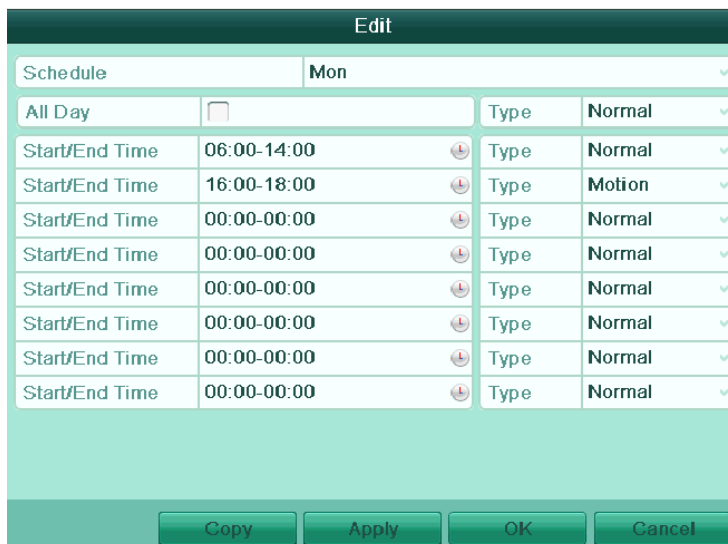 Edit
Schedule Mon
All Day Type Normal
Start/End Time 06:00-14:00 Type Normal
Start/End Time 16:00-18:00 Type Motion
Start/End Time 00:00-00:00 Type Normal
Start/End Time 00:00-00:00 Type Normal
Start/End Time 00:00-00:00 Type Normal
Start/End Time 00:00-00:00 Type Normal
Start/End Time 00:00-00:00 Type Normal
Start/End Time 00:00-00:00 Type Normal
Copy Apply OK Cancel